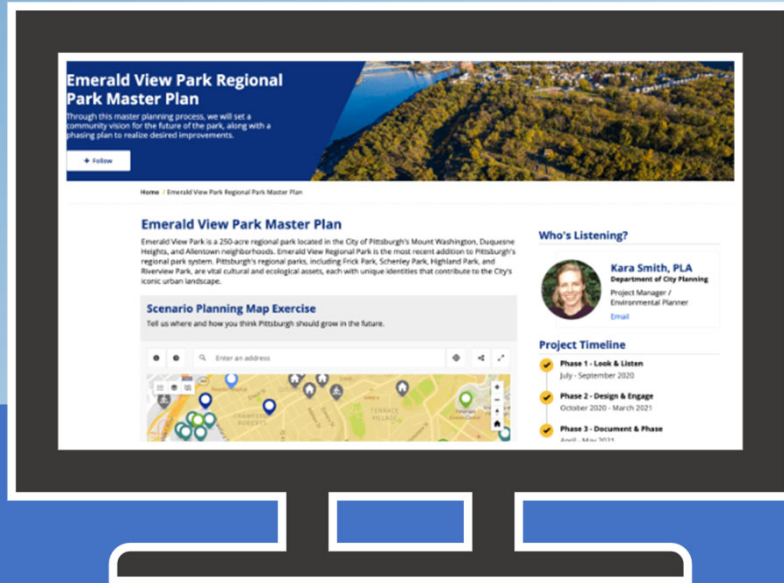 Emerald View Park Regional
Park Master Plan
Through this master planning process, we will set a
community vision for the future of the park, along with a
phasing plan to realize desired improvements.
+ Follow
Home / Emerald View Park Regional Park Master Plan
Emerald View Park Master Plan
Emerald View Park is a 250-acre regional park located in the City of Pittsburgh's Mount Washington, Duquesne
Heights, and Allentown neighborhoods. Emerald View Regional Park is the most recent addition to Pittsburgh's
regional park system. Pittsburgh's regional parks, including Frick Park, Schenley Park, Highland Park, and
Riverview Park, are vital cultural and ecological assets, each with unique identities that contribute to the City's
iconic urban landscape.
Scenario Planning Map Exercise
Tell us where and how you think Pittsburgh should grow in the future.
Enter an address
CRAWFORD
ROBERTS
TERRACE
VILLAGE
Who's Listening?
Kara Smith, PLA
Department of City Planning
Project Manager /
Environmental Planner
Email
Project Timeline
Phase 1 - Look & Listen
July - September 2020
Phase 2 - Design & Engage
October 2020 - March 2021
Phase 3 - Document & Phase
April - May 2021